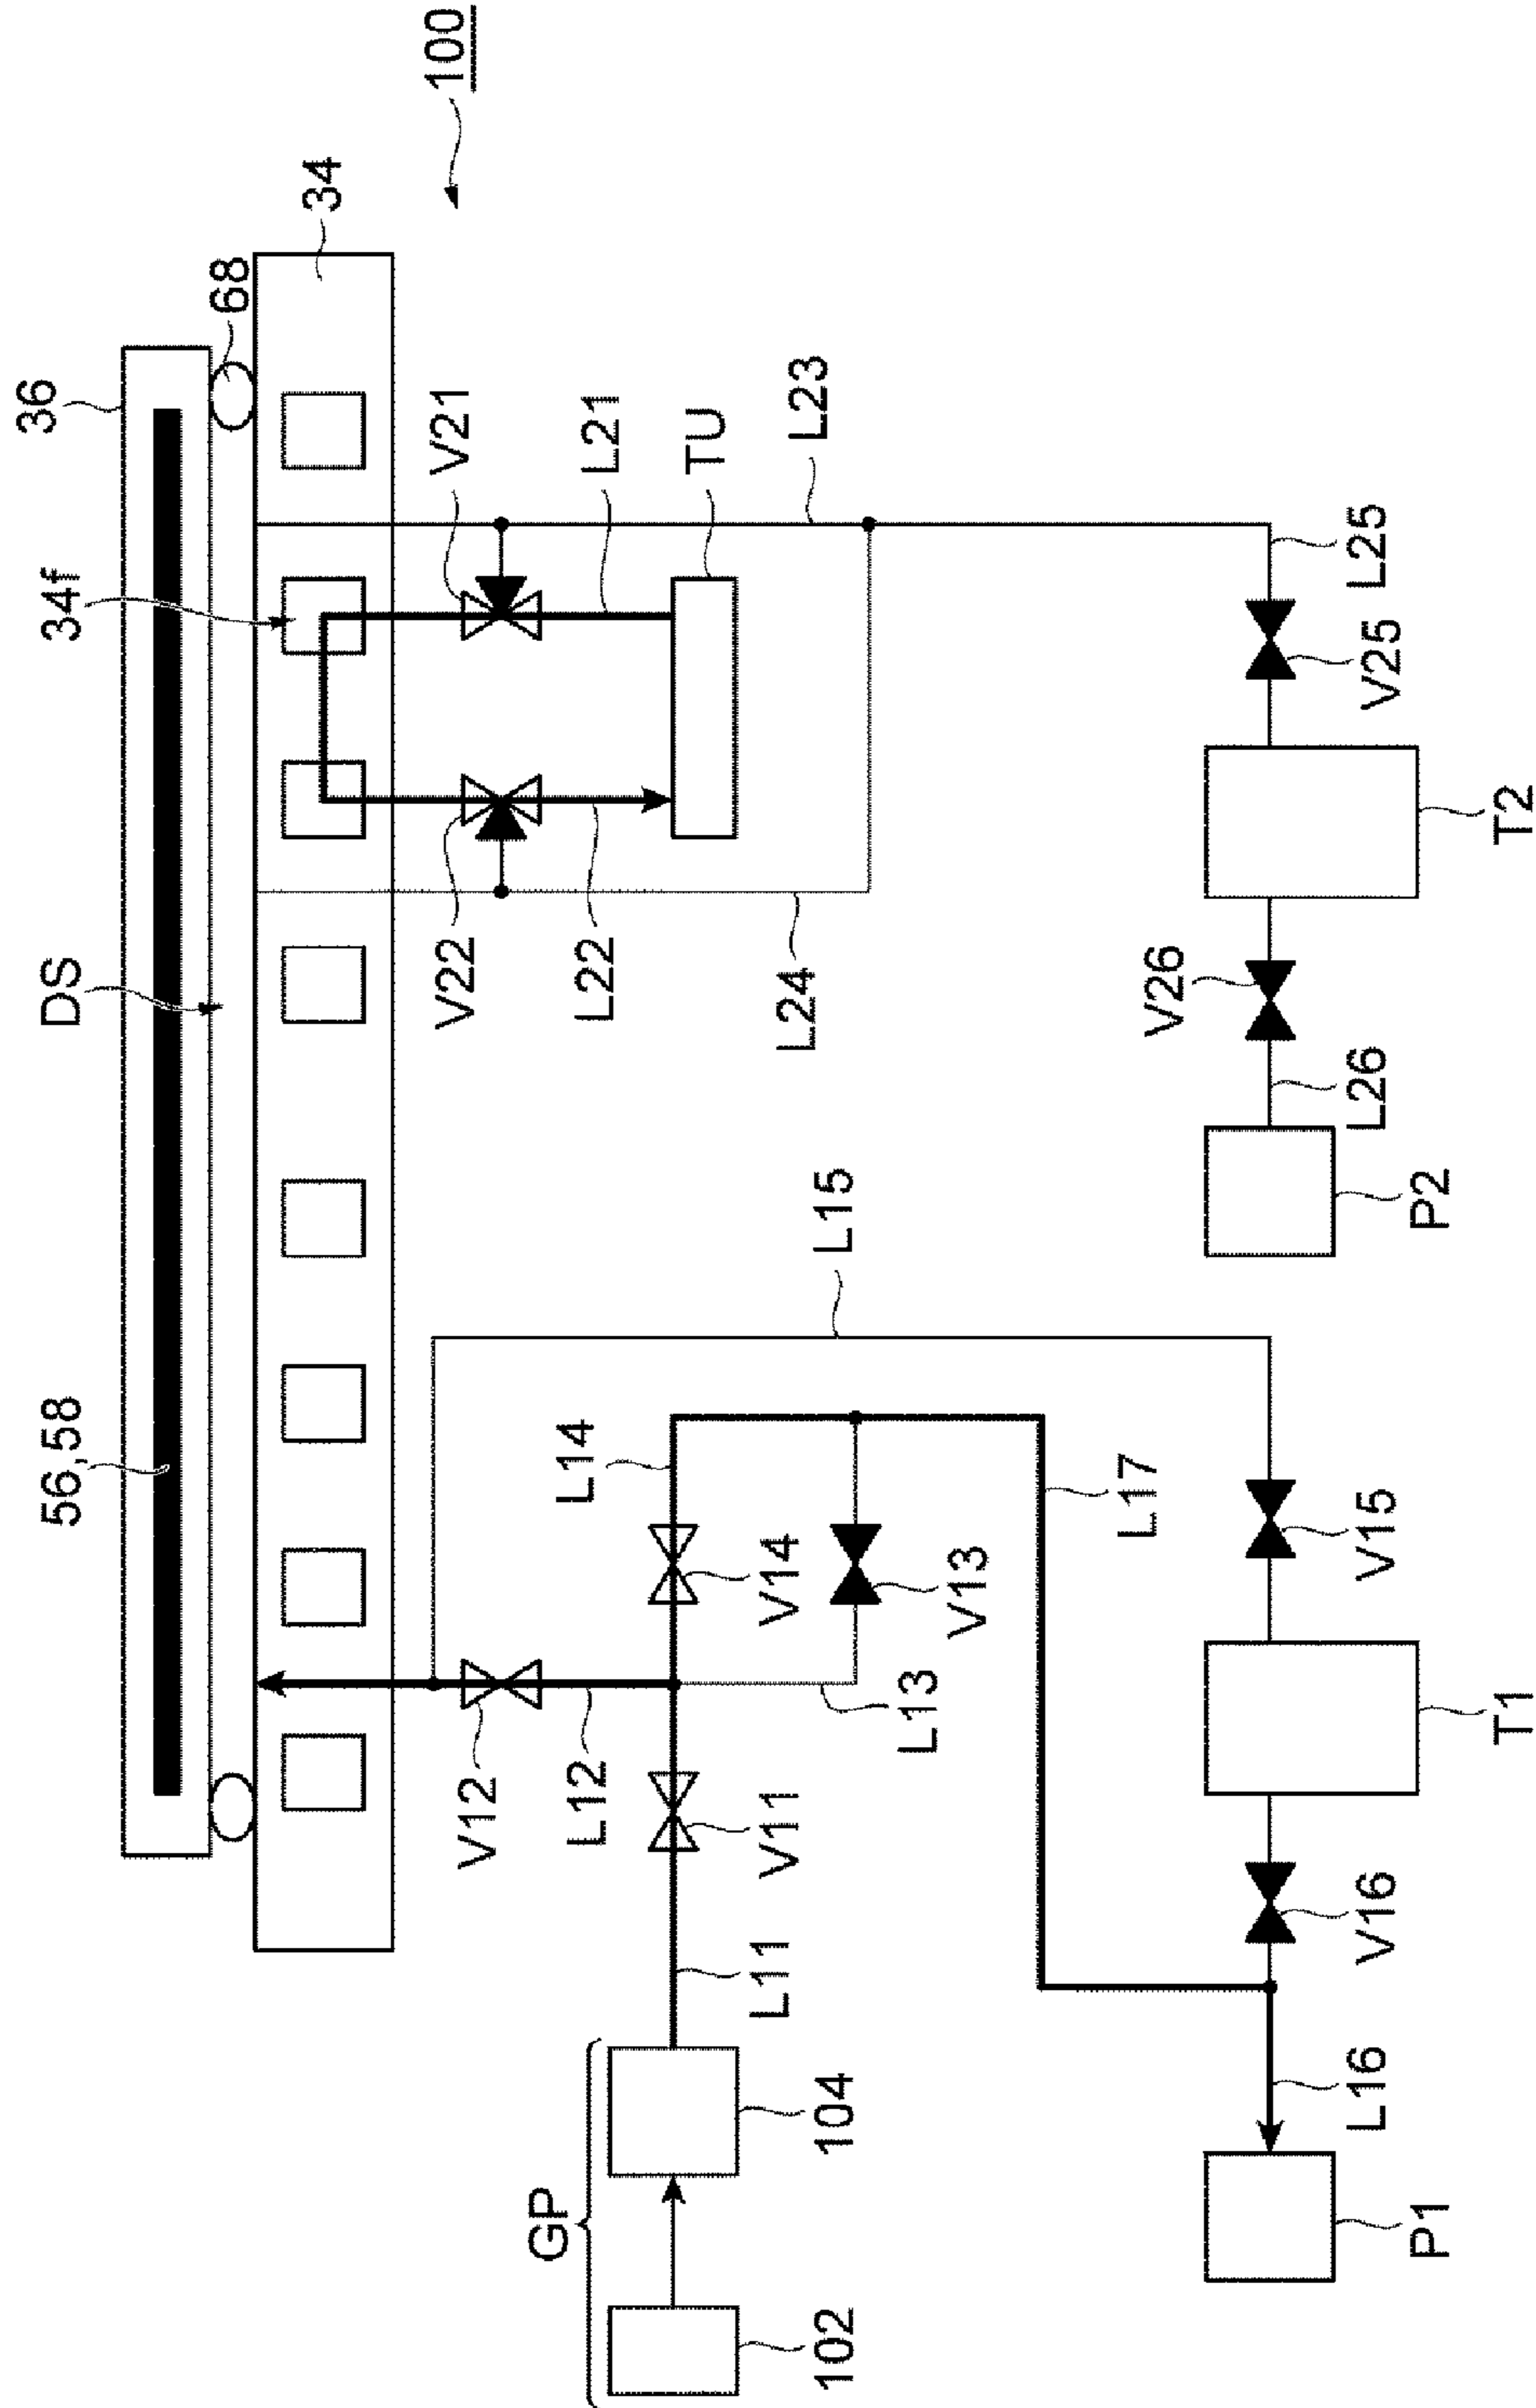 100
36
68
34
34f
DS
56,58
V21
L21
TU
L23
V22
L22
L24
L25
V25
T2
V26
L26
P2
L15
L14
V14
V13
L13
L17
V15
V12
L12
V11
L11
T1
V16
GP
104
102
L16
P1